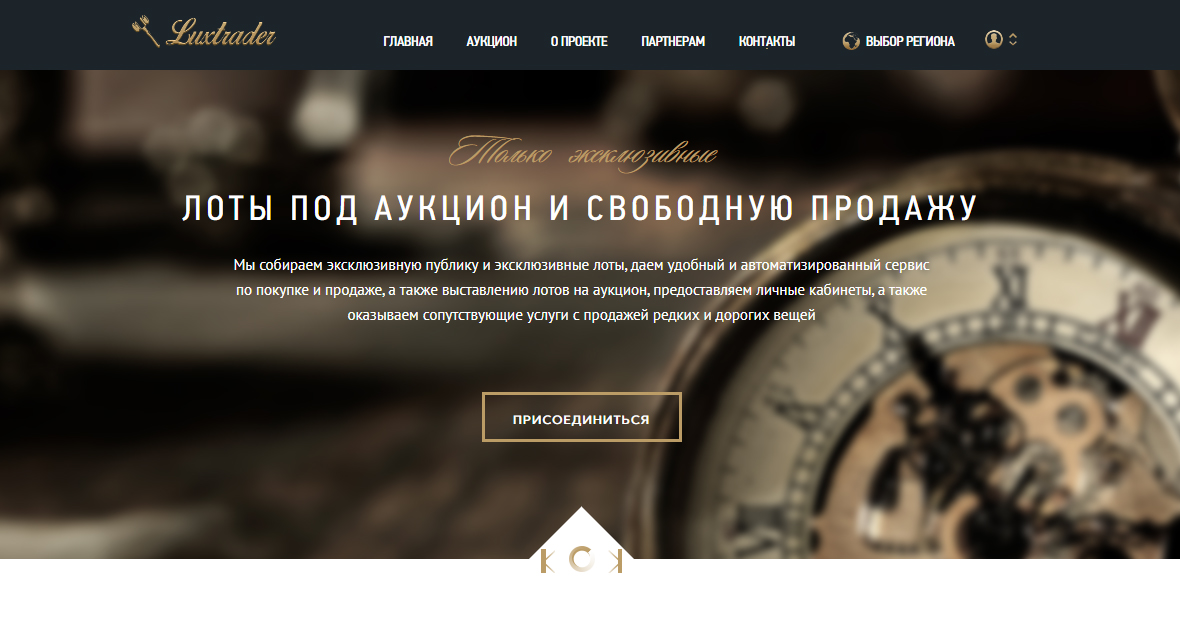 Luxtrader
ГЛАВНАЯ АУКЦИОН О ПРОЕКТЕ ПАРТНЕРАМ КОНТАКТЫ ВЫБОР РЕГИОНА
Только эксклюзивные
ЛОТЫ ПОД АУКЦИОН И СВОБОДНУЮ ПРОДАЖУ
Мы собираем эксклюзивную публику и эксклюзивные лоты, даем удобный и автоматизированный сервис
по покупке и продаже, а также выставлению лотов на аукцион, предоставляем личные кабинеты, а также
оказываем сопутствующие услуги с продажей редких и дорогих вещей
ПРИСОЕДИНИТЬСЯ